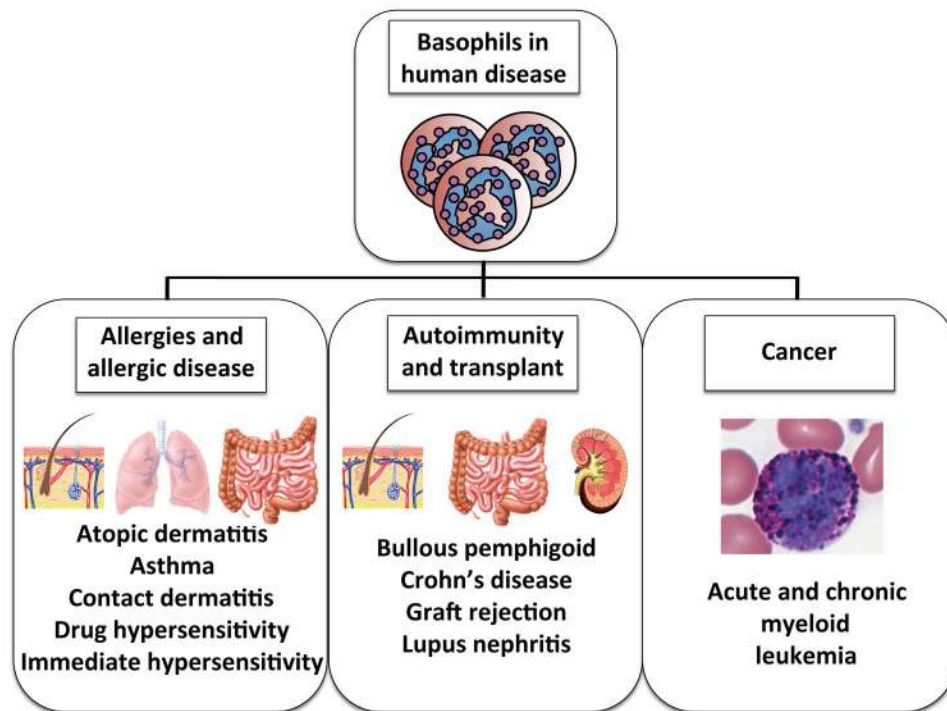 Basophils in
human disease
Allergies and
allergic disease
Atopic dermatitis
Asthma
Contact dermatitis
Drug hypersensitivity
Immediate hypersensitivity
Autoimmunity
and transplant
Bullous pemphigoid
Crohn's disease
Graft rejection
Lupus nephritis
Cancer
Acute and chronic
myeloid
leukemia